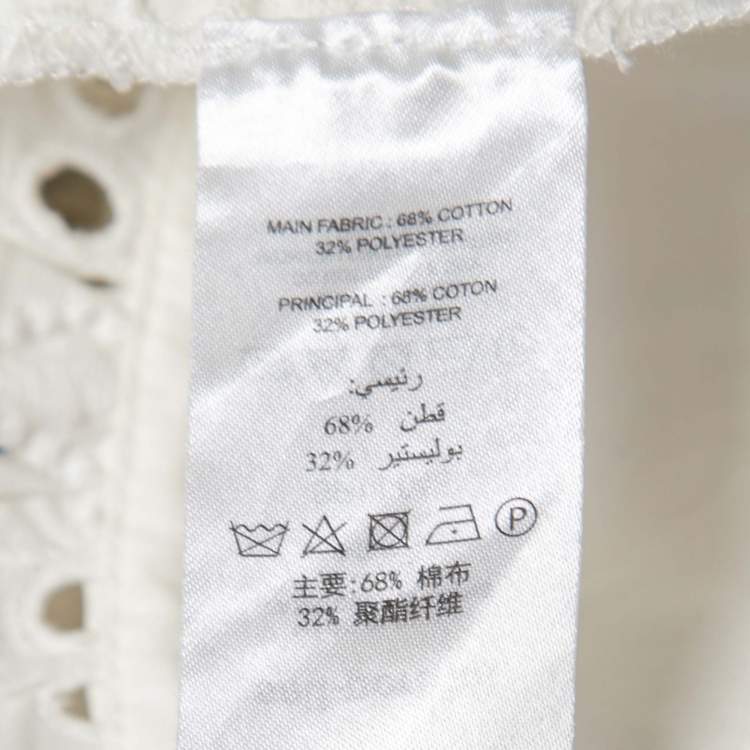 MAIN FABRIC : 68% COTTON
32% POLYESTER
PRINCIPAL : 68% COTON
32% POLYESTER
رئيسي:
قطن 68%
بوليستير 32%
P
主要:68% 棉布
32% 聚酯纤维